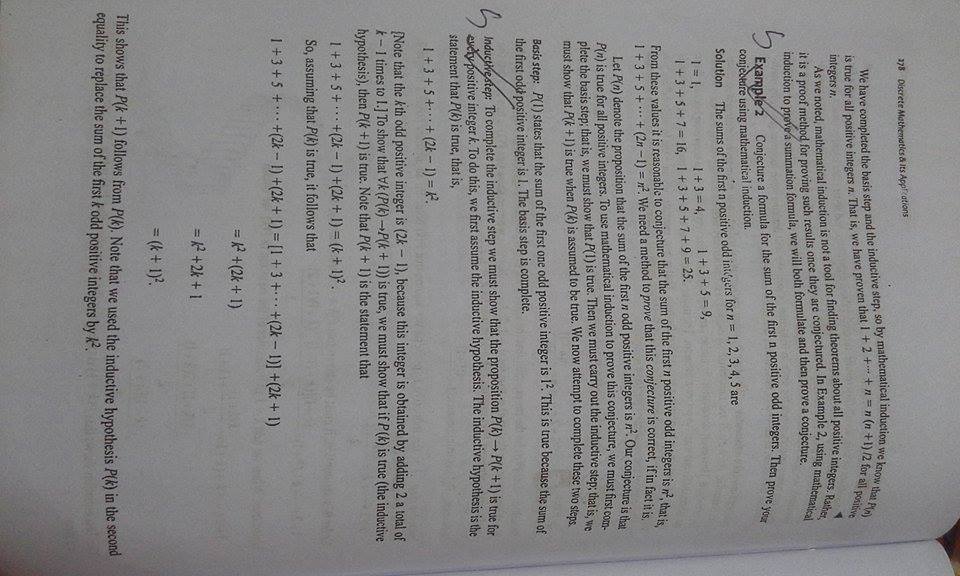 278 Discrete Mathematics & Its Applications
We have completed the basis step and the inductive step, so by mathematical induction we know that P(n)
is true for all positive integers n. That is, we have proven that 1 + 2 +··· + n = n (n +1) /2 for all positive
integers n.
As we noted, mathematical induction is not a tool for finding theorems about all positive integers. Rather,
it is a proof method for proving such results once they are conjectured. In Example 2, using mathematical
induction to prove a summation formula, we will both formulate and then prove a conjecture.
Example 2 Conjecture a formula for the sum of the first n positive odd integers. Then prove your
conjecture using mathematical induction.
Solution The sums of the first n positive odd integers for n = 1, 2, 3, 4, 5 are
1 = 1, 1 + 3 = 4, 1 + 3 + 5 = 9,
1 + 3 + 5 + 7 = 16, 1 + 3 + 5 + 7 + 9 = 25.
From these values it is reasonable to conjecture that the sum of the first n positive odd integers is n², that is,
1 + 3 + 5 + ··· + (2n − 1) = n². We need a method to prove that this conjecture is correct, if in fact it is.
Let P(n) denote the proposition that the sum of the first n odd positive integers is n². Our conjecture is that
P(n) is true for all positive integers. To use mathematical induction to prove this conjecture, we must first com-
plete the basis step; that is, we must show that P(1) is true. Then we must carry out the inductive step; that is, we
must show that P(k +1) is true when P(k) is assumed to be true. We now attempt to complete these two steps.
Basis step: P(1) states that the sum of the first one odd positive integer is 1². This is true because the sum of
the first odd positive integer is 1. The basis step is complete.
Inductive step: To complete the inductive step we must show that the proposition P(k) → P(k +1) is true for
every positive integer k. To do this, we first assume the inductive hypothesis. The inductive hypothesis is the
statement that P(k) is true, that is,
1 + 3 + 5 +··· + (2k − 1) = k².
[Note that the kth odd positive integer is (2k − 1), because this integer is obtained by adding 2 a total of
k − 1 times to 1.] To show that ∀k (P(k) →P(k + 1)) is true, we must show that if P(k) is true (the inductive
hypothesis), then P(k +1) is true. Note that P(k + 1) is the statement that
1 + 3 + 5 + ··· +(2k − 1) +(2k + 1) = (k + 1)².
So, assuming that P(k) is true, it follows that
1 + 3 + 5 + ··· +(2k − 1) +(2k + 1) = [1 + 3 +··· +(2k − 1)] +(2k + 1)
= k² +(2k + 1)
= k² +2k + 1
= (k + 1)².
This shows that P(k +1) follows from P(k). Note that we used the inductive hypothesis P(k) in the second
equality to replace the sum of the first k odd positive integers by k².